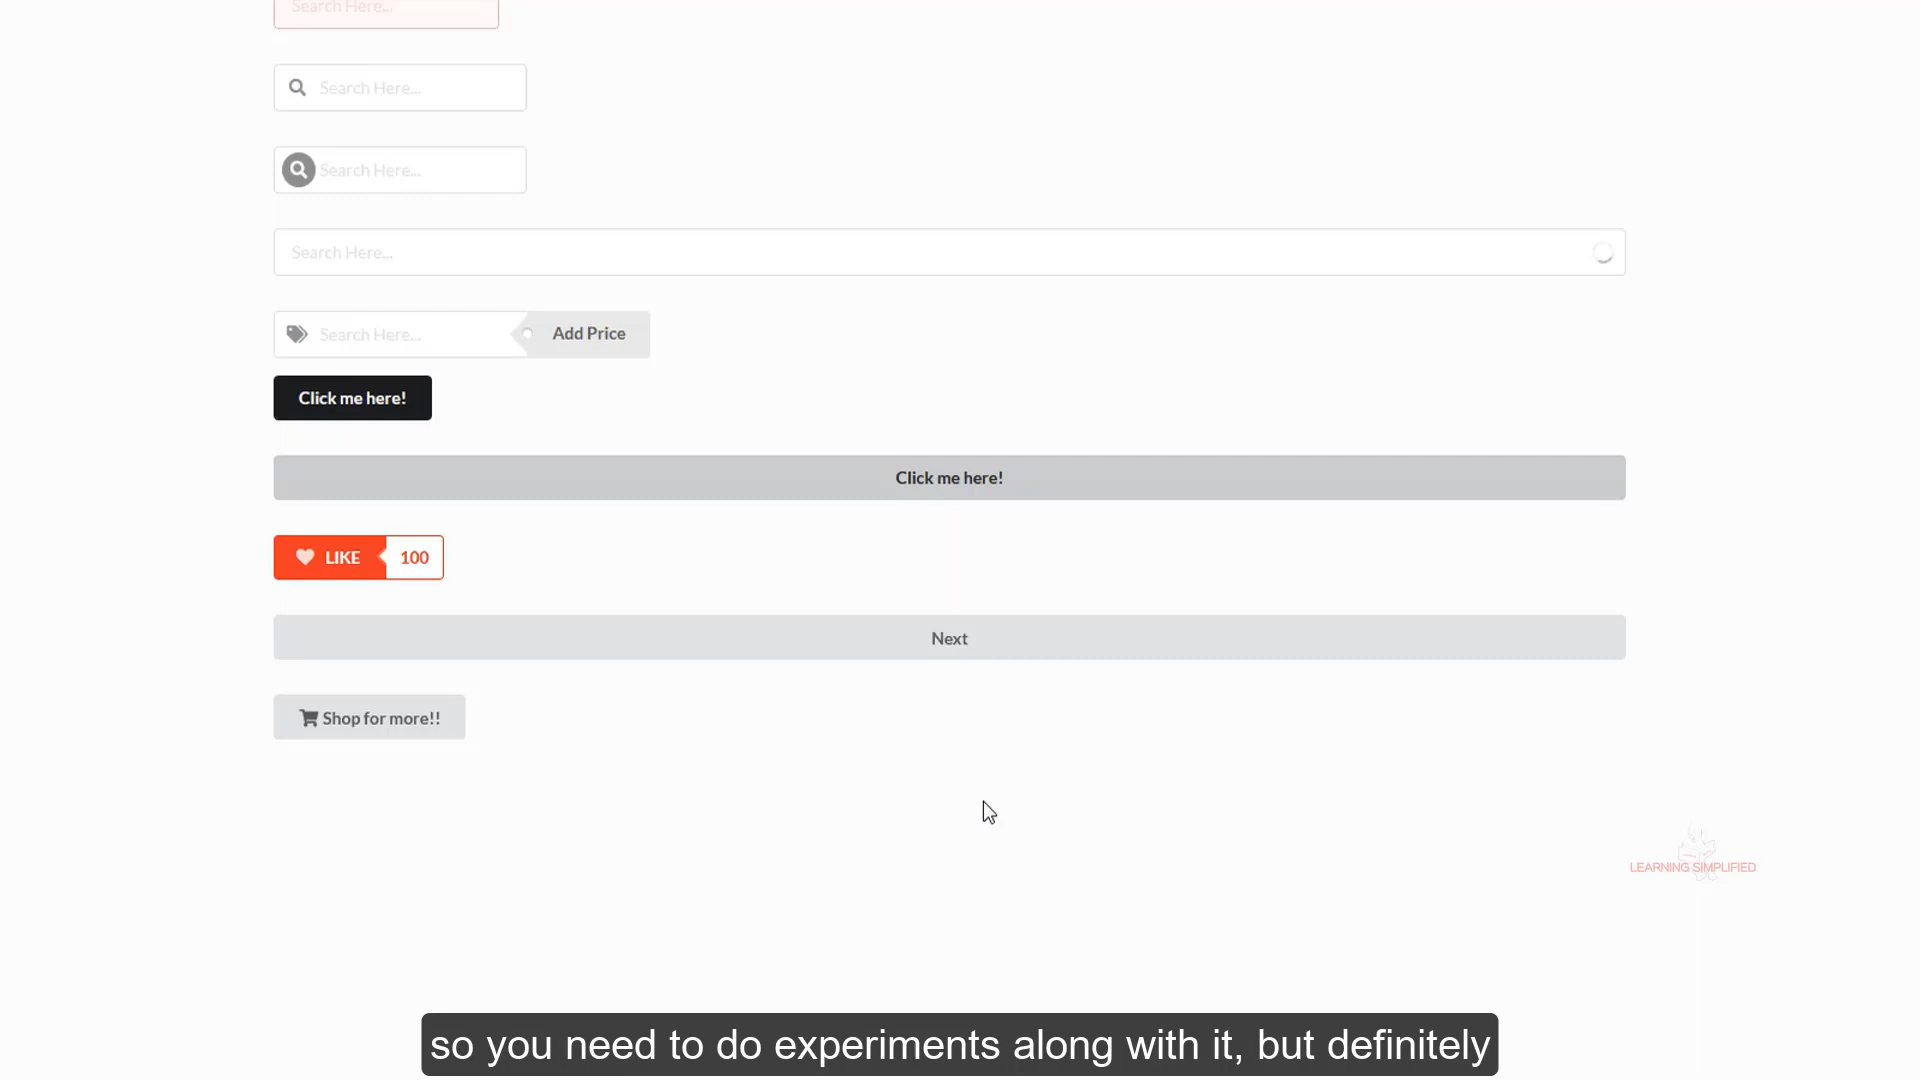 Search Here...
Search Here...
Search Here...
Search Here...
Search Here...
Add Price
Click me here!
Click me here!
LIKE
100
Next
Shop for more!!
LEARNING SIMPLIFIED
so you need to do experiments along with it, but definitely